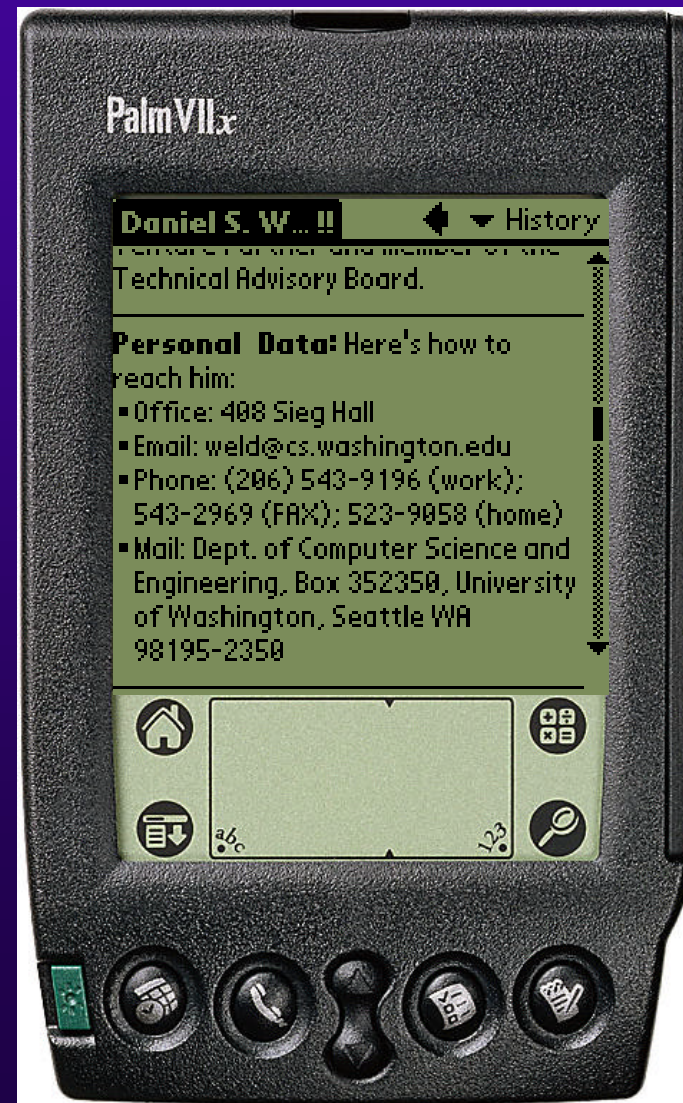 PalmVIIx
Daniel S. W... !! History
Technical Advisory Board.
Personal Data: Here's how to
reach him:
▪ Office: 408 Sieg Hall
▪ Email: weld@cs.washington.edu
▪ Phone: (206) 543-9196 (work);
543-2969 (FAX); 523-9058 (home)
▪ Mail: Dept. of Computer Science and
Engineering, Box 352350, University
of Washington, Seattle WA
98195-2350
abc 123